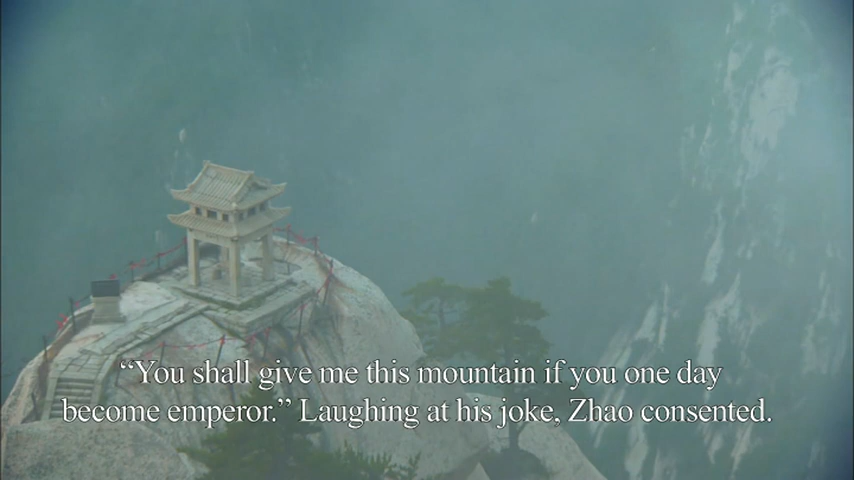 “You shall give me this mountain if you one day
become emperor.” Laughing at his joke, Zhao consented.